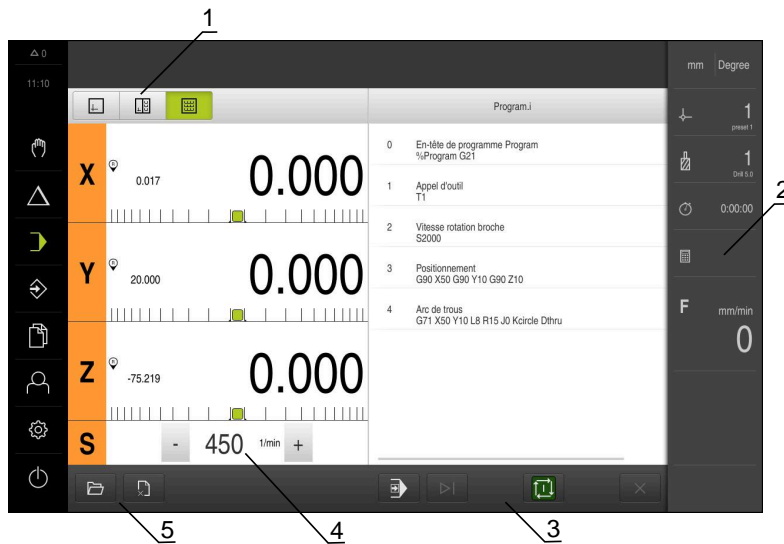 1
0
11:10
mm Degree
Program.i
1
preset 1
1
Drill 5.0
2
0:00:00
F mm/min
0
X R 0.017 0.000
Y R 20.000 0.000
Z R -75.219 0.000
S - 450 1/min +
0 En-tête de programme Program
%Program G21
1 Appel d'outil
T1
2 Vitesse rotation broche
S2000
3 Positionnement
G90 X50 G90 Y10 G90 Z10
4 Arc de trous
G71 X50 Y10 L8 R15 J0 Kcircle Dthru
5
4
3